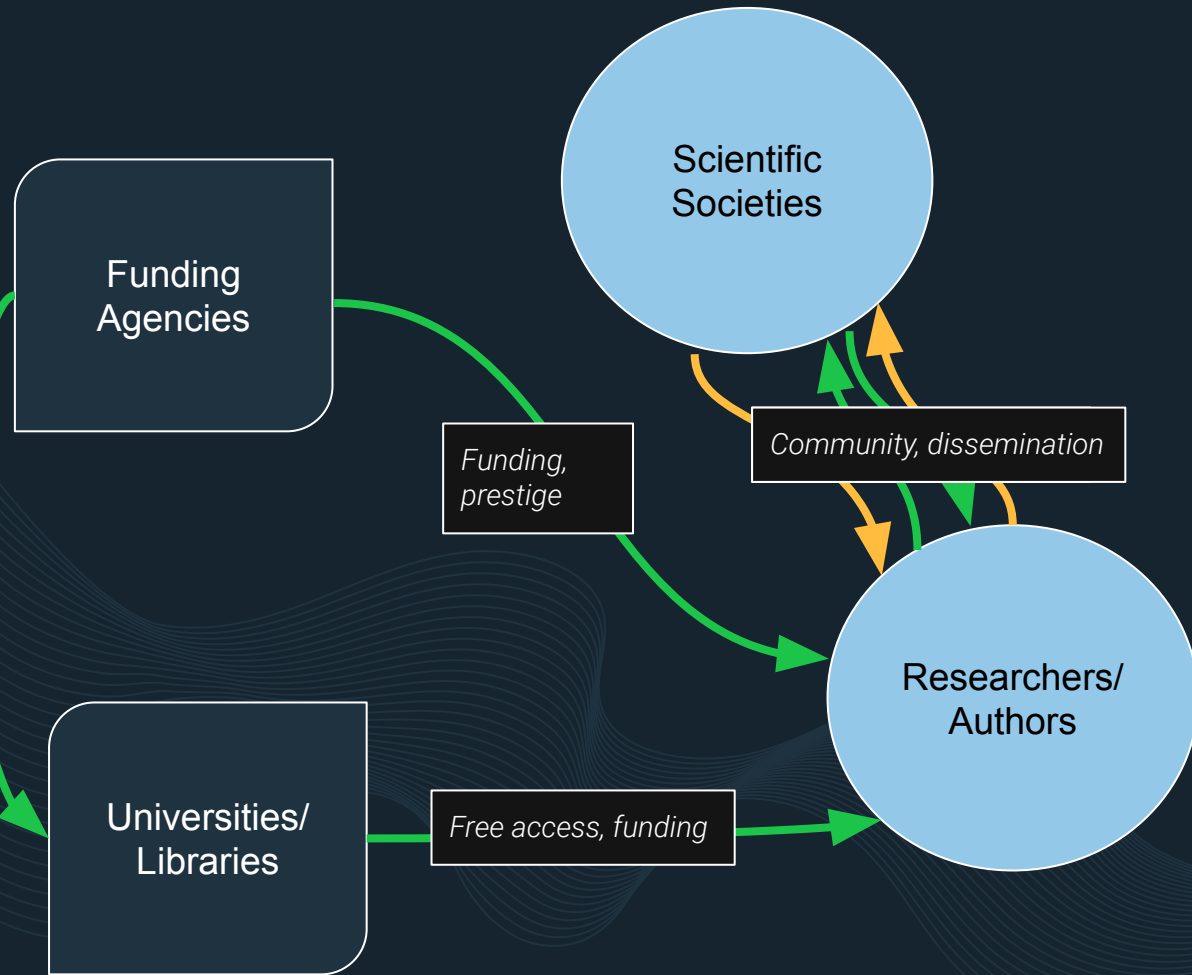 Scientific
Societies
Funding
Agencies
Funding,
prestige
Community, dissemination
Researchers/
Authors
Universities/
Libraries
Free access, funding